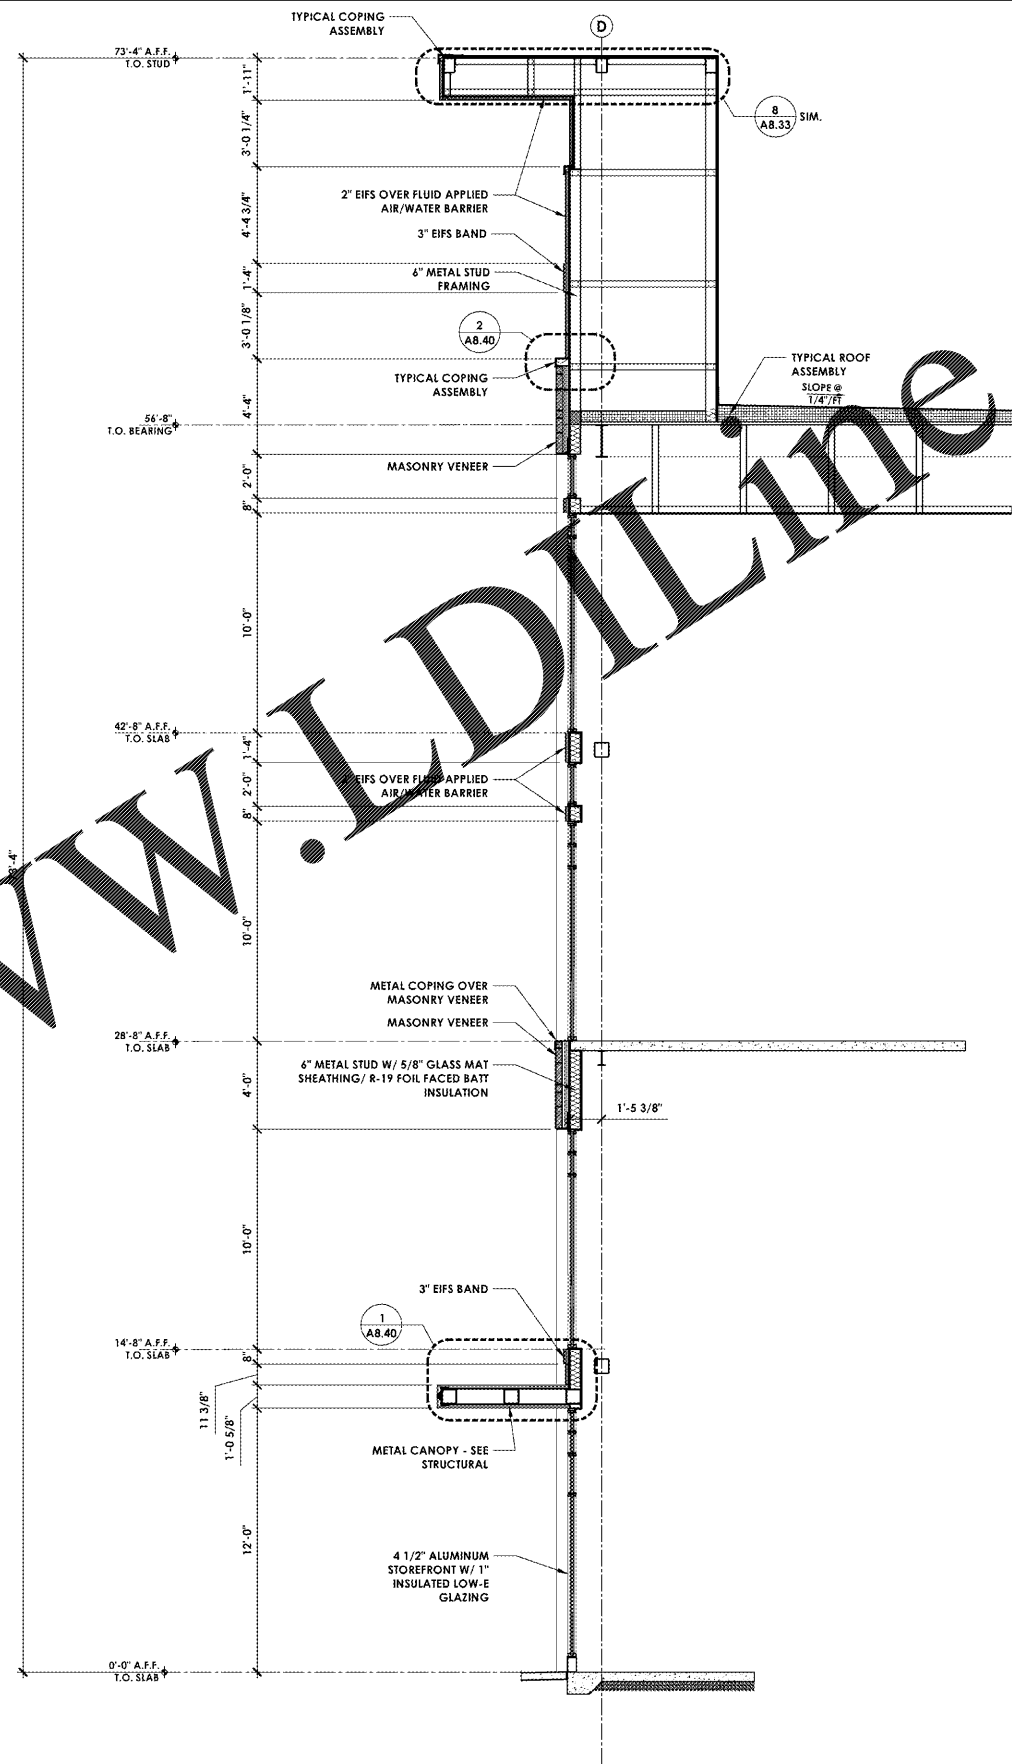 TYPICAL COPING
ASSEMBLY
D
73'-4" A.F.F.
T.O. STUD
1'-11"
8
A8.33
SIM.
3'-0 1/4"
2" EIFS OVER FLUID APPLIED
AIR/WATER BARRIER
4'-4 3/4"
3" EIFS BAND
6" METAL STUD
FRAMING
1'-4"
3'-0 1/8"
2
A8.40
TYPICAL COPING
ASSEMBLY
TYPICAL ROOF
ASSEMBLY
SLOPE @
1/4"/FT
4'-4"
56'-8"
T.O. BEARING
MASONRY VENEER
2'-0"
8"
10'-0"
42'-8" A.F.F.
T.O. SLAB
1'-4"
EIFS OVER FLUID APPLIED
AIR/WATER BARRIER
2'-0"
8"
W.LDILine
10'-0"
METAL COPING OVER
MASONRY VENEER
MASONRY VENEER
28'-8" A.F.F.
T.O. SLAB
6" METAL STUD W/ 5/8" GLASS MAT
SHEATHING/ R-19 FOIL FACED BATT
INSULATION
4'-0"
1'-5 3/8"
10'-0"
3" EIFS BAND
1
A8.40
14'-8" A.F.F.
T.O. SLAB
8"
11 3/8"
1'-0 5/8"
METAL CANOPY - SEE
STRUCTURAL
12'-0"
4 1/2" ALUMINUM
STOREFRONT W/ 1"
INSULATED LOW-E
GLAZING
0'-0" A.F.F.
T.O. SLAB